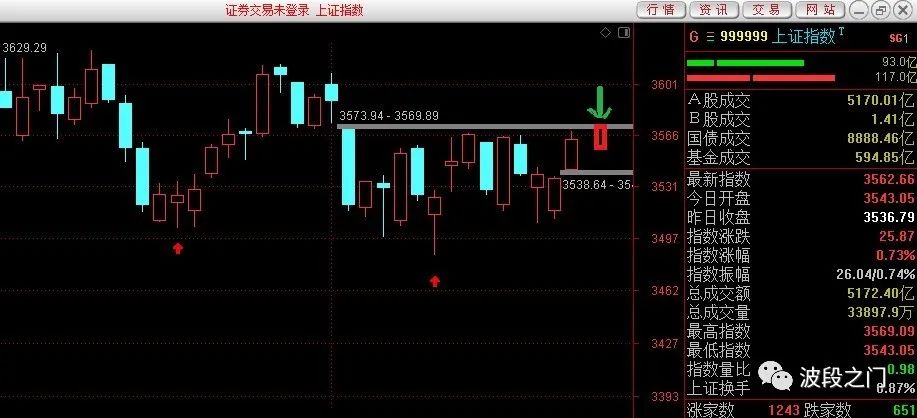 证券交易未登录 上证指数
行情 资讯 交易 网站
3629.29
3573.94 - 3569.89
3538.64 - 35
3601
3566
3531
3497
3462
3427
3393
G 999999 上证指数T SG1
93.0亿
117.0亿
A股成交 5170.01亿
B股成交 1.41亿
国债成交 8888.46亿
基金成交 594.85亿
最新指数 3562.66
今日开盘 3543.05
昨日收盘 3536.79
指数涨跌 25.87
指数涨幅 0.73%
指数振幅 26.04/0.74%
总成交额 5172.40亿
总成交量 33897.9万
最高指数 3569.09
最低指数 3543.05
指数量比 0.98
上证换手 0.87%
涨家数 1243 跌家数 651
波段之门